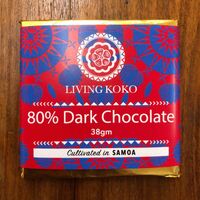 LIVING KOKO
80% Dark Chocolate
38gm
Cultivated in SAMOA